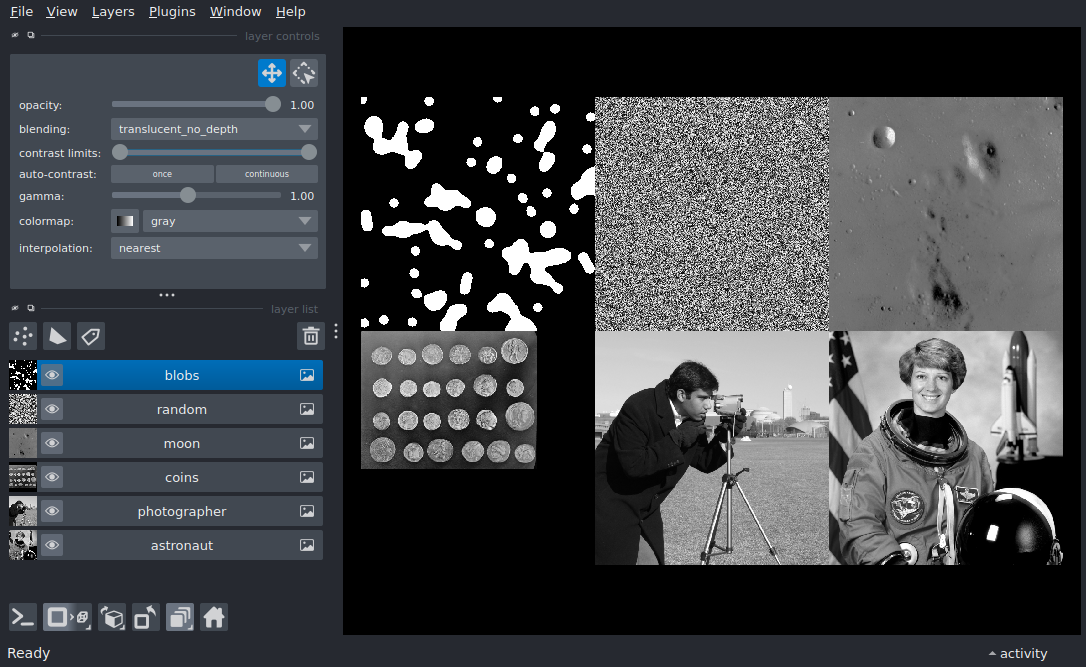 File View Layers Plugins Window Help
layer controls
opacity: 1.00
blending: translucent_no_depth
contrast limits:
auto-contrast: once continuous
gamma: 1.00
colormap: gray
interpolation: nearest
layer list
blobs
random
moon
coins
photographer
astronaut
Ready activity